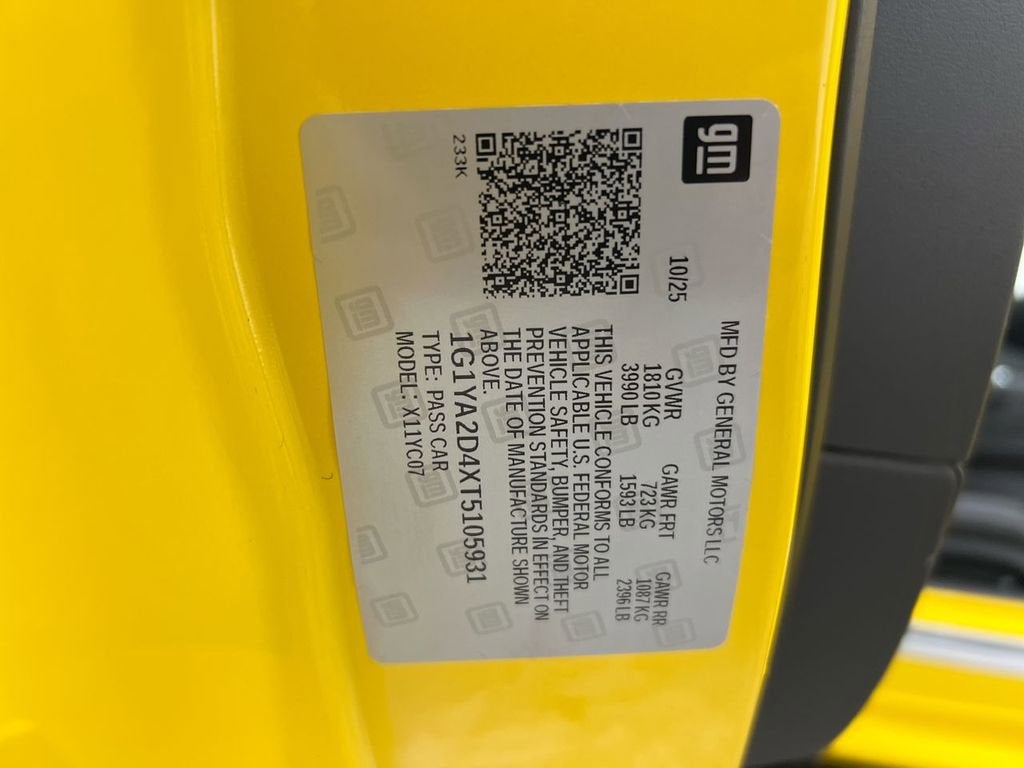 gm
MFD BY GENERAL MOTORS LLC
10/25
GVWR GAWR FRT GAWR RR
1810 KG 723 KG 1087 KG
3990 LB 1593 LB 2396 LB
THIS VEHICLE CONFORMS TO ALL
APPLICABLE U.S. FEDERAL MOTOR
VEHICLE SAFETY, BUMPER, AND THEFT
PREVENTION STANDARDS IN EFFECT ON
THE DATE OF MANUFACTURE SHOWN
ABOVE.
1G1YA2D4XT5105931
TYPE: PASS CAR
MODEL: X11YC07
233K